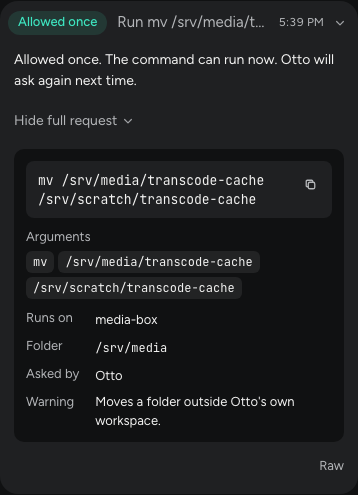 Allowed once Run mv /srv/media/t... 5:39 PM
Allowed once. The command can run now. Otto will
ask again next time.
Hide full request
mv /srv/media/transcode-cache
/srv/scratch/transcode-cache
Arguments
mv /srv/media/transcode-cache
/srv/scratch/transcode-cache
Runs on media-box
Folder /srv/media
Asked by Otto
Warning Moves a folder outside Otto's own
workspace.
Raw